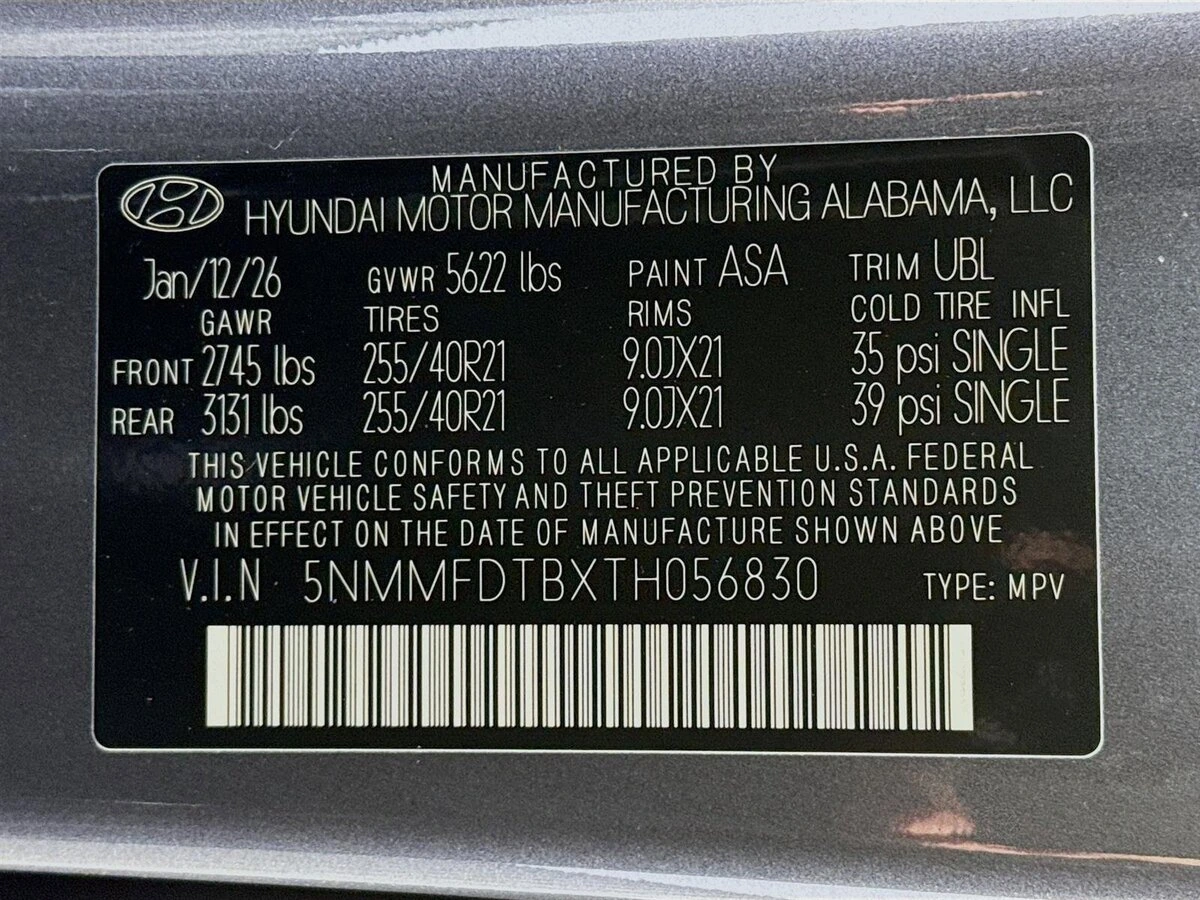 MANUFACTURED BY
HYUNDAI MOTOR MANUFACTURING ALABAMA, LLC
Jan/12/26 GVWR 5622 lbs PAINT ASA TRIM UBL
GAWR TIRES RIMS COLD TIRE INFL
FRONT 2745 lbs 255/40R21 9.0JX21 35 psi SINGLE
REAR 3131 lbs 255/40R21 9.0JX21 39 psi SINGLE
THIS VEHICLE CONFORMS TO ALL APPLICABLE U.S.A. FEDERAL
MOTOR VEHICLE SAFETY AND THEFT PREVENTION STANDARDS
IN EFFECT ON THE DATE OF MANUFACTURE SHOWN ABOVE
V.I.N 5NMMFDTBXTH056830 TYPE: MPV